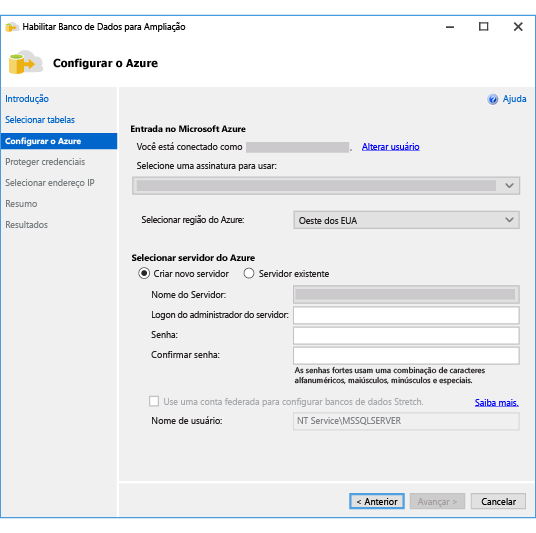 Habilitar Banco de Dados para Ampliação
Configurar o Azure
Introdução
Selecionar tabelas
Configurar o Azure
Proteger credenciais
Selecionar endereço IP
Resumo
Resultados
Ajuda
Entrada no Microsoft Azure
Você está conectado como . Alterar usuário
Selecione uma assinatura para usar:
Selecionar região do Azure: Oeste dos EUA
Selecionar servidor do Azure
Criar novo servidor Servidor existente
Nome do Servidor:
Logon do administrador do servidor:
Senha:
Confirmar senha:
As senhas fortes usam uma combinação de caracteres
alfanuméricos, maiúsculos, minúsculos e especiais.
Use uma conta federada para configurar bancos de dados Stretch. Saiba mais.
Nome de usuário: NT Service\MSSQLSERVER
< Anterior Avançar > Cancelar